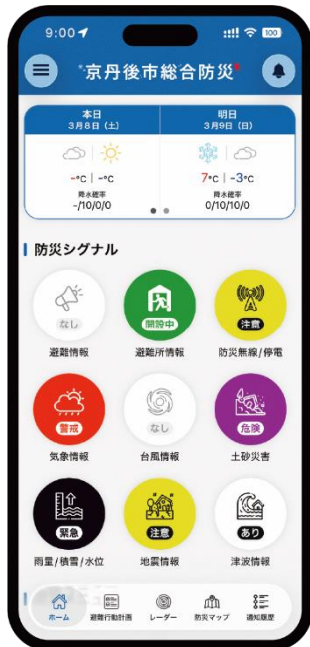 9:00
100
京丹後市総合防災
本日
3月8日（土）
明日
3月9日（日）
-℃ | -℃
7℃ | -3℃
降水確率
-/10/0/0
降水確率
0/10/10/0
防災シグナル
なし
開設中
注意
避難情報
避難所情報
防災無線/停電
警戒
なし
危険
気象情報
台風情報
土砂災害
緊急
注意
あり
雨量/積雪/水位
地震情報
津波情報
ホーム
避難行動計画
レーダー
防災マップ
通知履歴